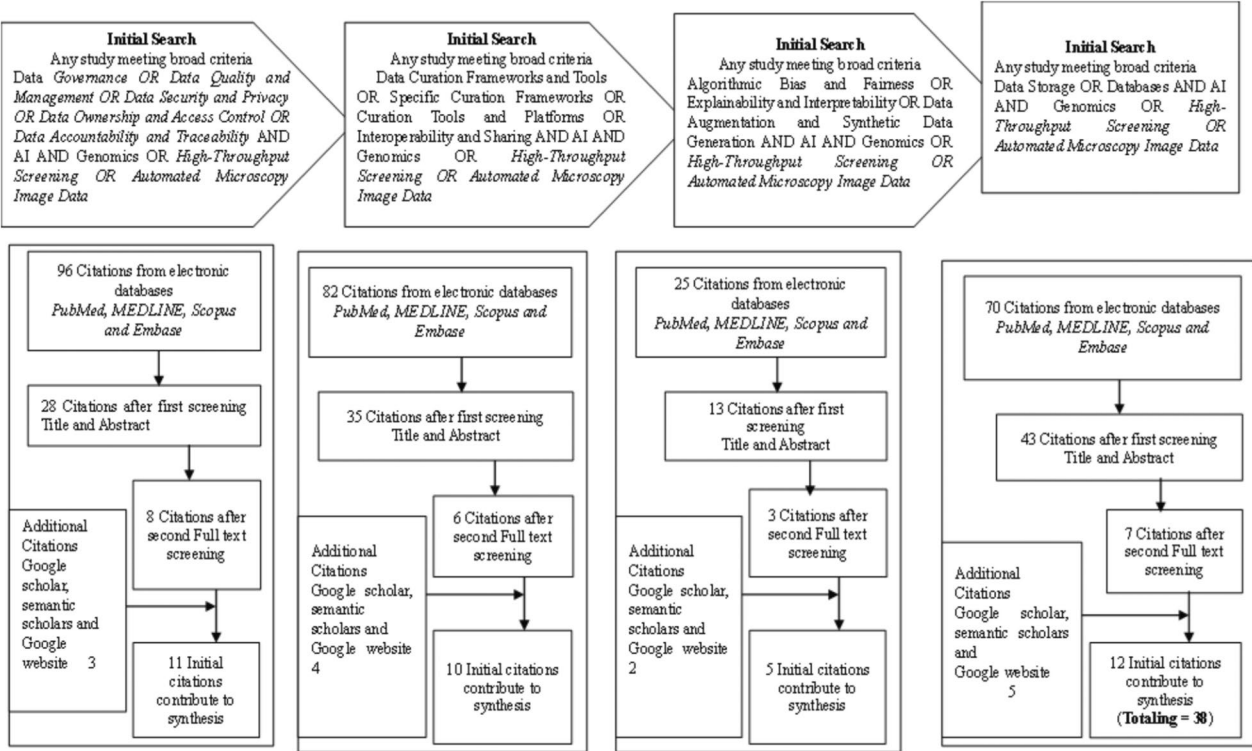 Initial Search
Any study meeting broad criteria
Data Governance OR Data Quality and
Management OR Data Security and Privacy
OR Data Ownership and Access Control OR
Data Accountability and Traceability AND
AI AND Genomics OR High-Throughput
Screening OR Automated Microscopy
Image Data
Initial Search
Any study meeting broad criteria
Data Curation Frameworks and Tools
OR Specific Curation Frameworks OR
Curation Tools and Platforms OR
Interoperability and Sharing AND AI AND
Genomics OR High-Throughput
Screening OR Automated Microscopy
Image Data
Initial Search
Any study meeting broad criteria
Algorithmic Bias and Fairness OR
Explainability and Interpretability OR Data
Augmentation and Synthetic Data
Generation AND AI AND Genomics OR
High-Throughput Screening OR
Automated Microscopy Image Data
Initial Search
Any study meeting broad criteria
Data Storage OR Databases AND AI
AND Genomics OR High-
Throughput Screening OR
Automated Microscopy Image Data
96 Citations from electronic
databases
PubMed, MEDLINE, Scopus
and Embase
28 Citations after first screening
Title and Abstract
8 Citations after
second Full text
screening
Additional
Citations
Google
scholar,
semantic
scholars and
Google
website 3
11 Initial
citations
contribute to
synthesis
82 Citations from electronic databases
PubMed, MEDLINE, Scopus and
Embase
35 Citations after first screening
Title and Abstract
6 Citations after
second Full text
screening
Additional
Citations
Google scholar,
semantic
scholars and
Google website
4
10 Initial citations
contribute to
synthesis
25 Citations from electronic
databases
PubMed, MEDLINE, Scopus and
Embase
13 Citations after first
screening
Title and Abstract
3 Citations after
second Full text
screening
Additional
Citations
Google scholar,
semantic
scholars and
Google website
2
5 Initial citations
contribute to
synthesis
70 Citations from electronic databases
PubMed, MEDLINE, Scopus and
Embase
43 Citations after first screening
Title and Abstract
7 Citations after
second Full text
screening
Additional
Citations
Google scholar,
semantic scholars
and
Google website
5
12 Initial citations
contribute to
synthesis
(Totaling = 38)